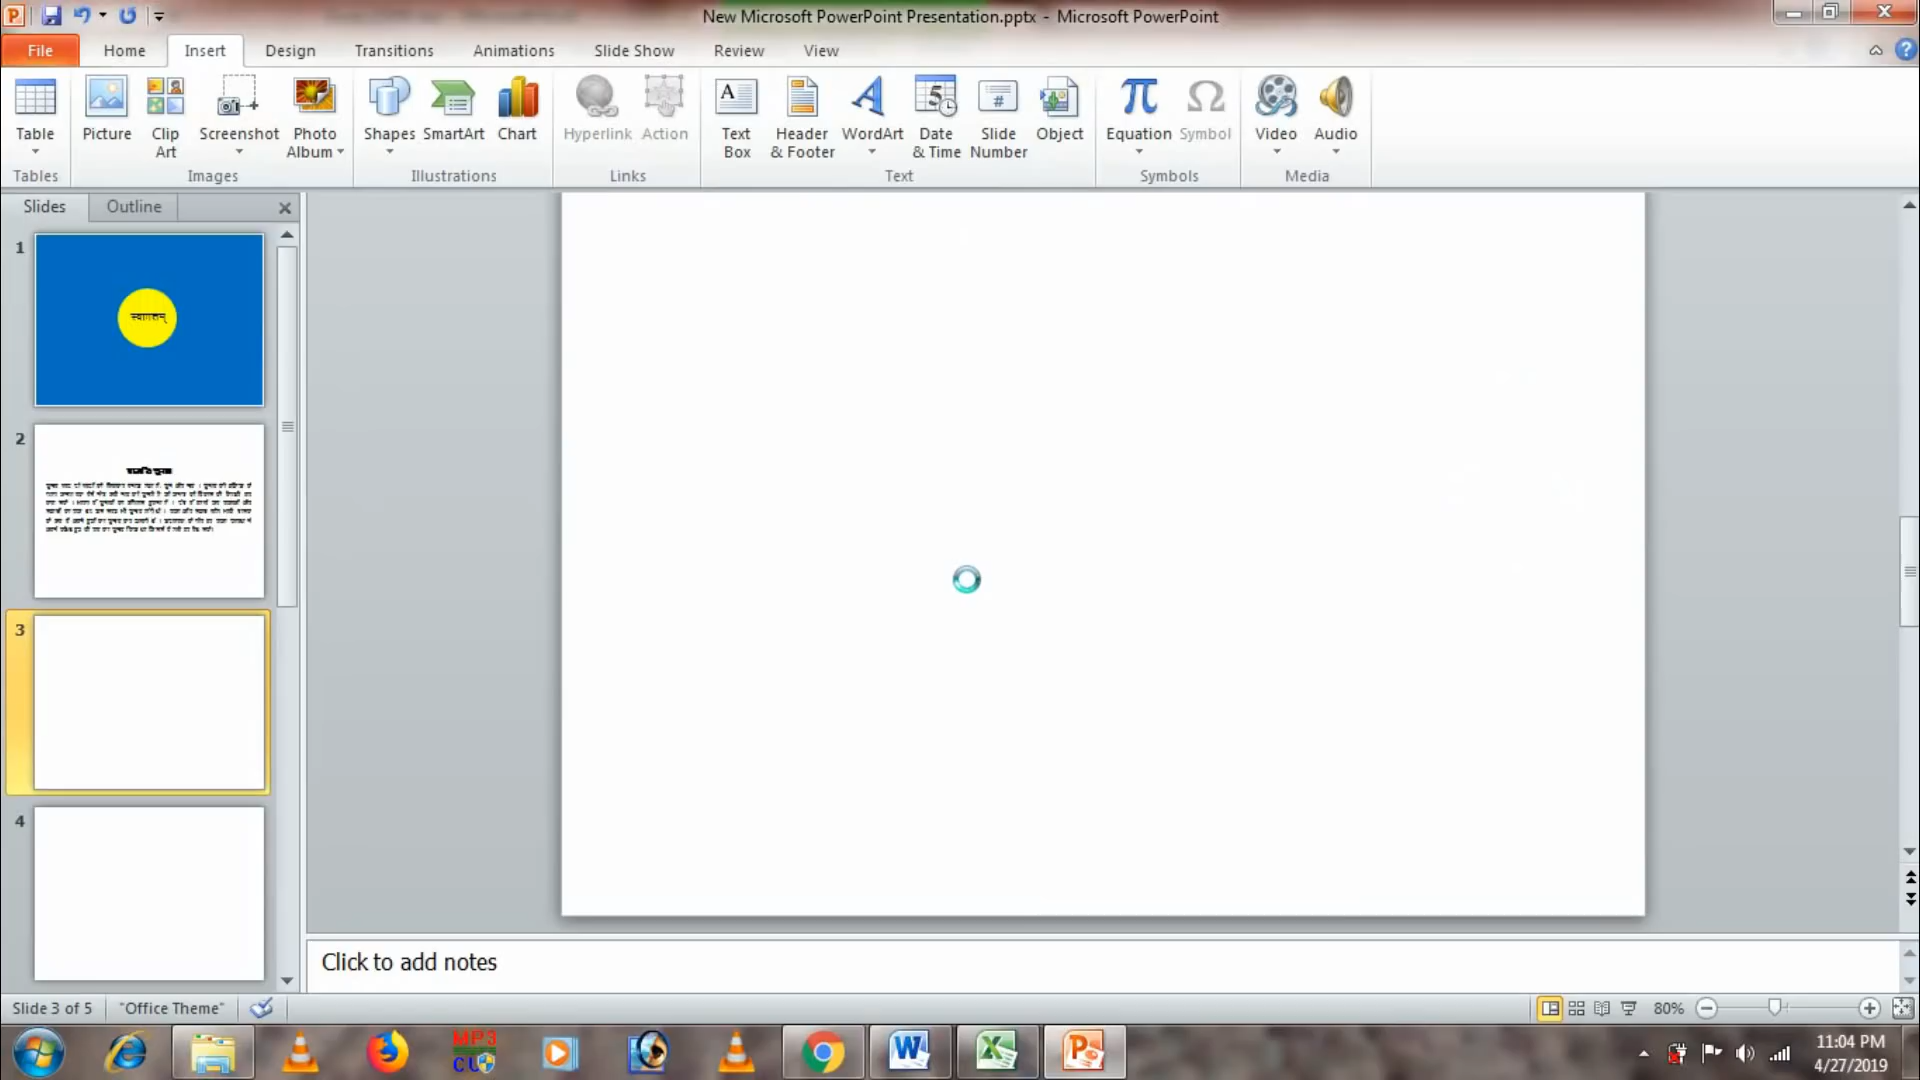 New Microsoft PowerPoint Presentation.pptx - Microsoft PowerPoint
File Home Insert Design Transitions Animations Slide Show Review View
Table Picture Clip Art Screenshot Photo Album Shapes SmartArt Chart Hyperlink Action Text Box Header & Footer WordArt Date & Time Slide Number Object Equation Symbol Video Audio
Tables Images Illustrations Links Text Symbols Media
Slides Outline
1
स्वागतम्
2
3
4
Click to add notes
Slide 3 of 5 "Office Theme" 80%
MP3
CU
11:04 PM
4/27/2019